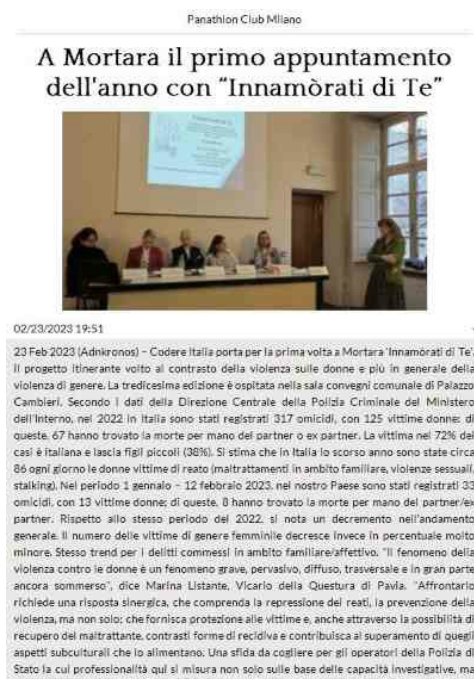 Panathlon Club Milano
A Mortara il primo appuntamento
dell'anno con "Innamòrati di Te"
02/23/2023 19:51
23 Feb 2023 (Adnkronos) – Codere Italia porta per la prima volta a Mortara 'Innamòrati di Te'.
Il progetto itinerante volto al contrasto della violenza sulle donne e più in generale della
violenza di genere. La tredicesima edizione è ospitata nella sala convegni comunale di Palazzo
Cambieri. Secondo i dati della Direzione Centrale della Polizia Criminale del Ministero
dell'Interno, nel 2022 in Italia sono stati registrati 317 omicidi, con 125 vittime donne: di
queste, 67 hanno trovato la morte per mano del partner o ex partner. La vittima nel 72% dei
casi è italiana e lascia figli piccoli (38%). Si stima che in Italia lo scorso anno sono state circa
86 ogni giorno le donne vittime di reato (maltrattamenti in ambito familiare, violenze sessuali,
stalking). Nel periodo 1 gennaio – 12 febbraio 2023, nel nostro Paese sono stati registrati 33
omicidi, con 13 vittime donne; di queste, 8 hanno trovato la morte per mano del partner/ex
partner. Rispetto allo stesso periodo del 2022, si nota un decremento nell'andamento
generale. Il numero delle vittime di genere femminile decresce invece in percentuale molto
minore. Stesso trend per i delitti commessi in ambito familiare/affettivo. "Il fenomeno della
violenza contro le donne è un fenomeno grave, pervasivo, diffuso, trasversale e in gran parte
ancora sommerso", dice Marina Listante, Vicario della Questura di Pavia. "Affrontarlo
richiede una risposta sinergica, che comprenda la repressione dei reati, la prevenzione della
violenza, ma non solo; che fornisca protezione alle vittime e, anche attraverso la possibilità di
recupero del maltrattante, contrasti forme di recidiva e contribuisca al superamento di quegli
aspetti subculturali che lo alimentano. Una sfida da cogliere per gli operatori della Polizia di
Stato la cui professionalità qui si misura non solo sulle base delle capacità investigative, ma